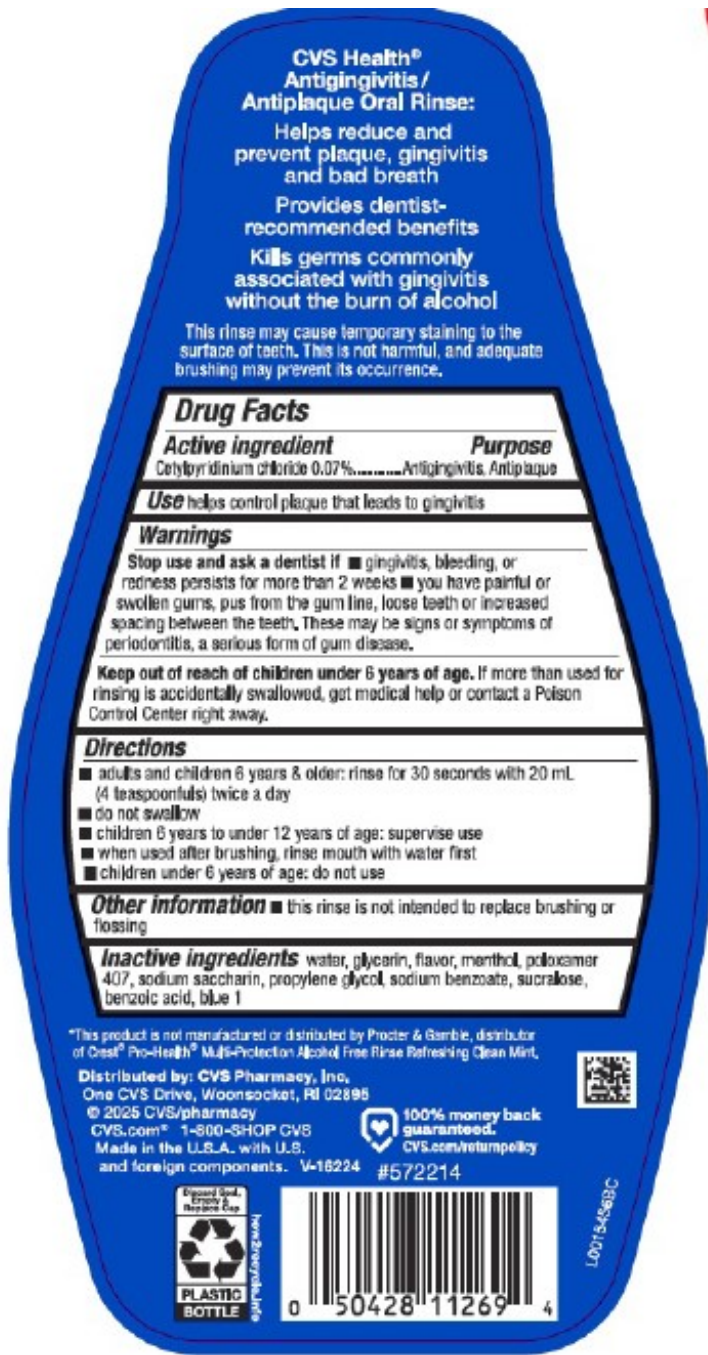 CVS Health®
Antigingivitis/
Antiplaque Oral Rinse:
Helps reduce and
prevent plaque, gingivitis
and bad breath
Provides dentist-
recommended benefits
Kills germs commonly
associated with gingivitis
without the burn of alcohol
This rinse may cause temporary staining to the
surface of teeth. This is not harmful, and adequate
brushing may prevent its occurrence.
Drug Facts
Active ingredient Purpose
Cetylpyridinium chloride 0.07%............Antigingivitis, Antiplaque
Use helps control plaque that leads to gingivitis
Warnings
Stop use and ask a dentist if ■ gingivitis, bleeding, or
redness persists for more than 2 weeks ■ you have painful or
swollen gums, pus from the gum line, loose teeth or increased
spacing between the teeth. These may be signs or symptoms of
periodontitis, a serious form of gum disease.
Keep out of reach of children under 6 years of age. If more than used for
rinsing is accidentally swallowed, get medical help or contact a Poison
Control Center right away.
Directions
■ adults and children 6 years & older: rinse for 30 seconds with 20 mL
(4 teaspoonfuls) twice a day
■ do not swallow
■ children 6 years to under 12 years of age: supervise use
■ when used after brushing, rinse mouth with water first
■ children under 6 years of age: do not use
Other information ■ this rinse is not intended to replace brushing or
flossing
Inactive ingredients water, glycerin, flavor, menthol, poloxamer
407, sodium saccharin, propylene glycol, sodium benzoate, sucralose,
benzoic acid, blue 1
*This product is not manufactured or distributed by Procter & Gamble, distributor
of Crest® Pro-Health® Multi-Protection Alcohol Free Rinse Refreshing Clean Mint.
Distributed by: CVS Pharmacy, Inc.
One CVS Drive, Woonsocket, RI 02895
© 2025 CVS/pharmacy
CVS.com® 1-800-SHOP CVS
Made in the U.S.A. with U.S.
and foreign components. V-16224
100% money back
guaranteed.
CVS.com/returnpolicy
#572214
Discard Seal,
Empty &
Replace Cap
PLASTIC
BOTTLE
how2recycle.info
0 50428 11269 4
L0015456BC